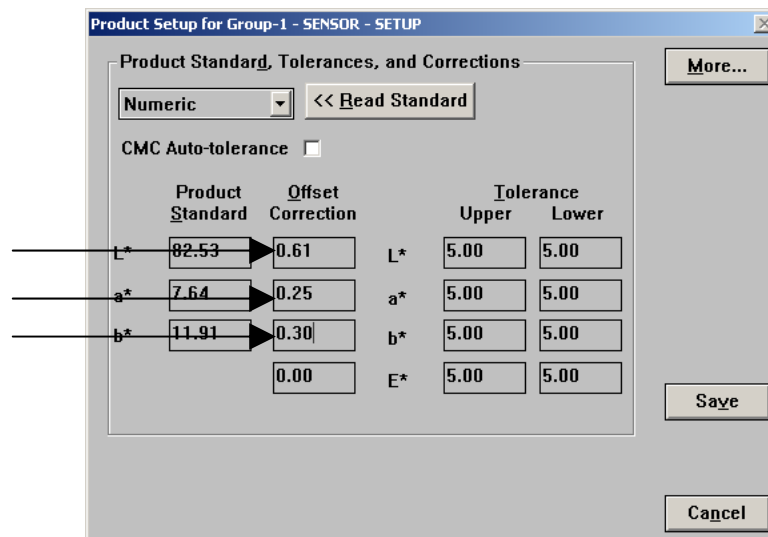 Product Setup for Group-1 - SENSOR - SETUP
Product Standard, Tolerances, and Corrections
More...
Numeric << Read Standard
CMC Auto-tolerance
Product Offset Tolerance
Standard Correction Upper Lower
L* 82.53 0.61 L* 5.00 5.00
a* 7.64 0.25 a* 5.00 5.00
b* 11.91 0.30 b* 5.00 5.00
0.00 E* 5.00 5.00
Save
Cancel